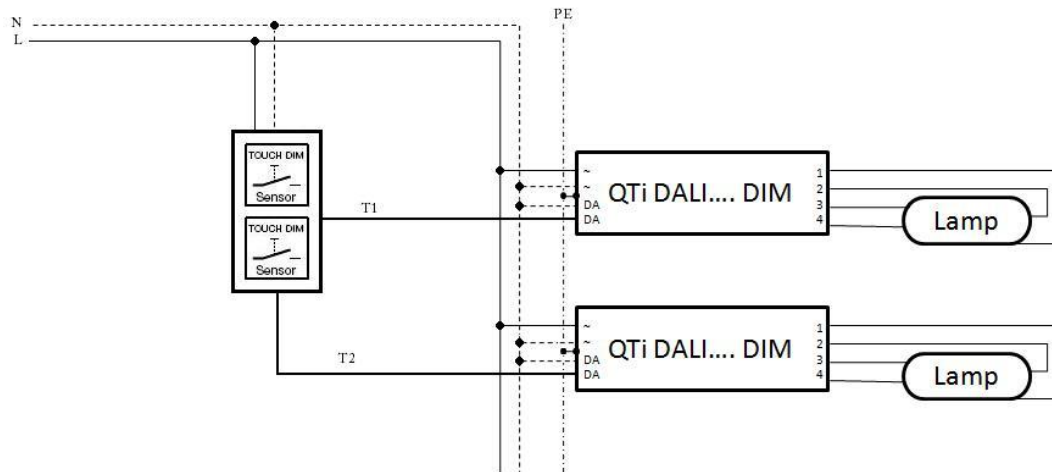 N
L
PE
TOUCH DIM
Sensor
TOUCH DIM
Sensor
T1
T2
~
~
DA
DA
QTi DALI.... DIM
1
2
3
4
Lamp
~
~
DA
DA
QTi DALI.... DIM
1
2
3
4
Lamp